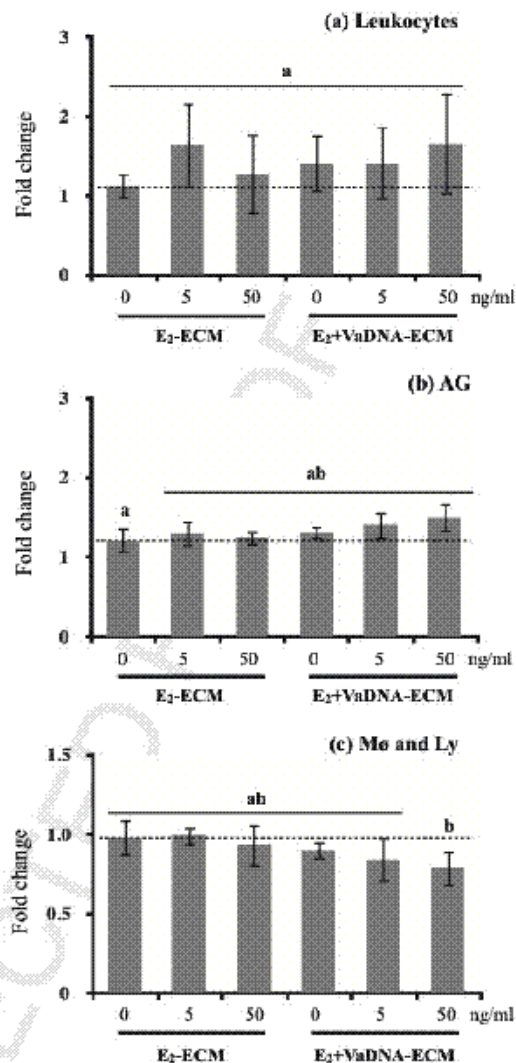 (a) Leukocytes
3
a
2
Fold change
1
0
0 5 50 0 5 50 ng/ml
E₂-ECM E₂+VaDNA-ECM
(b) AG
3
ab
2
Fold change
a
1
0
0 5 50 0 5 50 ng/ml
E₂-ECM E₂+VaDNA-ECM
(c) Mø and Ly
1.5
ab
b
1.0
Fold change
0.5
0
0 5 50 0 5 50 ng/ml
E₂-ECM E₂+VaDNA-ECM